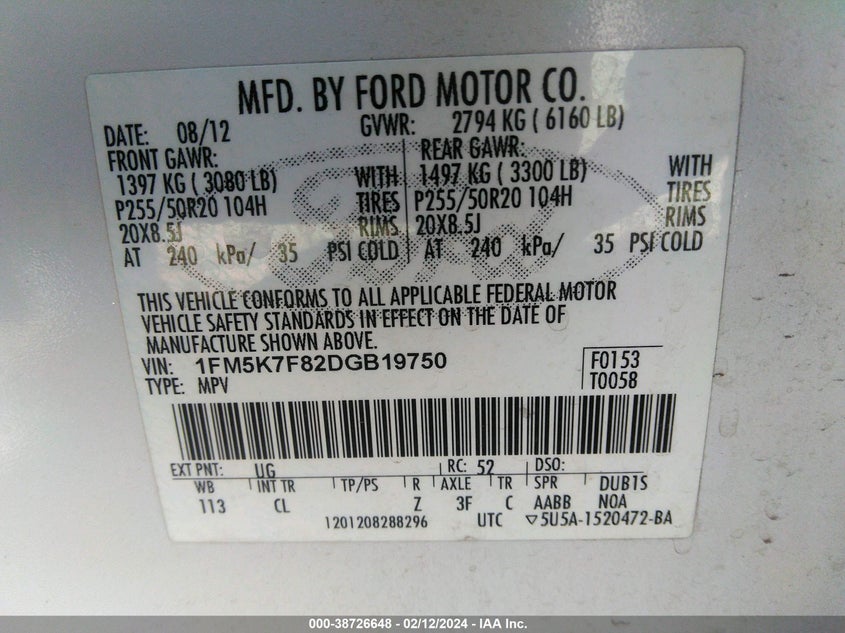 MFD. BY FORD MOTOR CO.
DATE: 08/12 GVWR: 2794 KG ( 6160 LB)
FRONT GAWR: REAR GAWR:
1397 KG ( 3080 LB) WITH 1497 KG ( 3300 LB) WITH
P255/50R20 104H TIRES P255/50R20 104H TIRES
20X8.5J RIMS 20X8.5J RIMS
AT 240 kPa/ 35 PSI COLD AT 240 kPa/ 35 PSI COLD
Ford
THIS VEHICLE CONFORMS TO ALL APPLICABLE FEDERAL MOTOR
VEHICLE SAFETY STANDARDS IN EFFECT ON THE DATE OF
MANUFACTURE SHOWN ABOVE.
VIN: 1FM5K7F82DGB19750 F0153
TYPE: MPV T0058
EXT PNT: UG RC: 52 DSO:
WB INT TR TP/PS R AXLE TR SPR DUB1S
113 CL Z 3F C AABB NOA
1201208288296 UTC ▽5U5A-1520472-BA
000-38726648 - 02/12/2024 - IAA Inc.